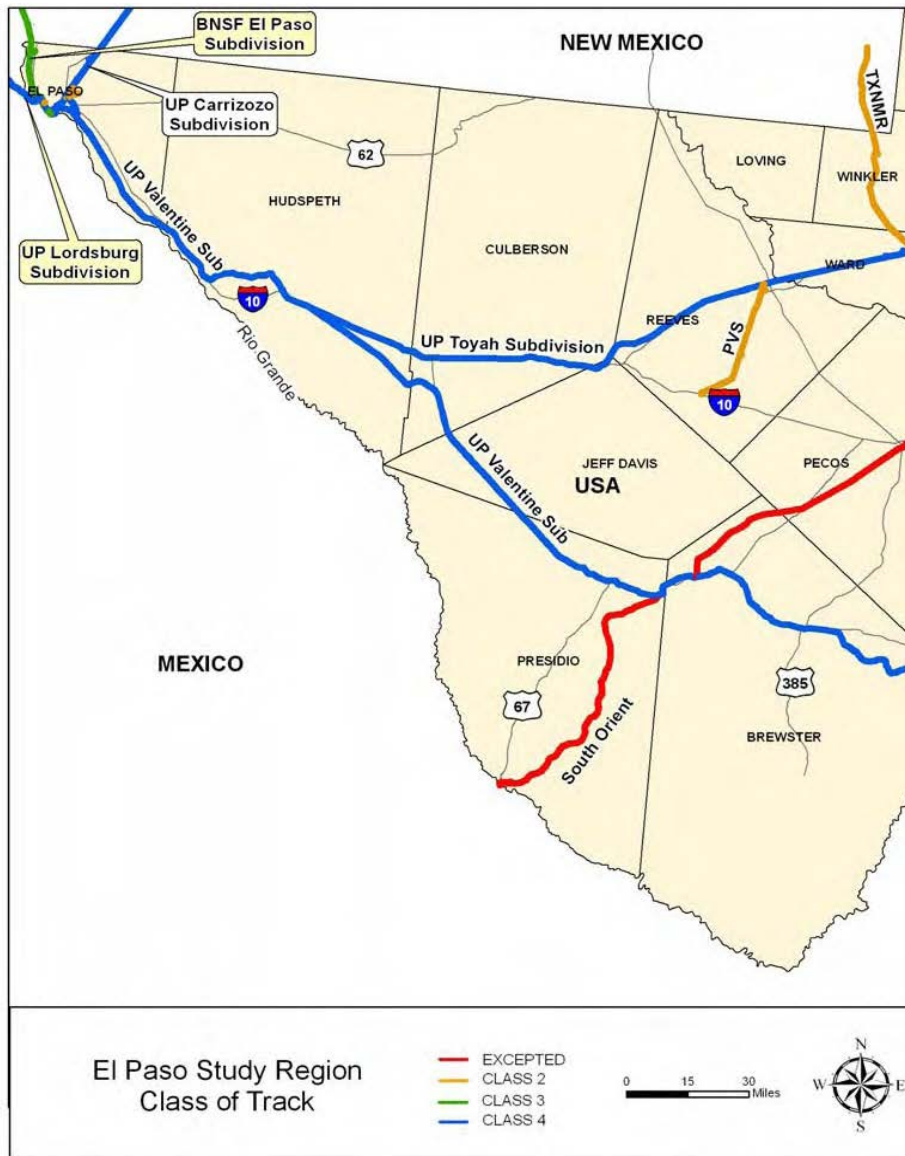 BNSF El Paso
Subdivision
NEW MEXICO
EL PASO
UP Carrizozo
Subdivision
TXNMR
62
LOVING
WINKLER
UP Valentine Sub
HUDSPETH
CULBERSON
UP Lordsburg
Subdivision
WARD
10
REEVES
Rio Grande
UP Toyah Subdivision
PVS
10
UP Valentine Sub
JEFF DAVIS
USA
PECOS
MEXICO
PRESIDIO
67
385
South Orient
BREWSTER
El Paso Study Region
Class of Track
EXCEPTED
CLASS 2
CLASS 3
CLASS 4
0 15 30
Miles
N
W E
S